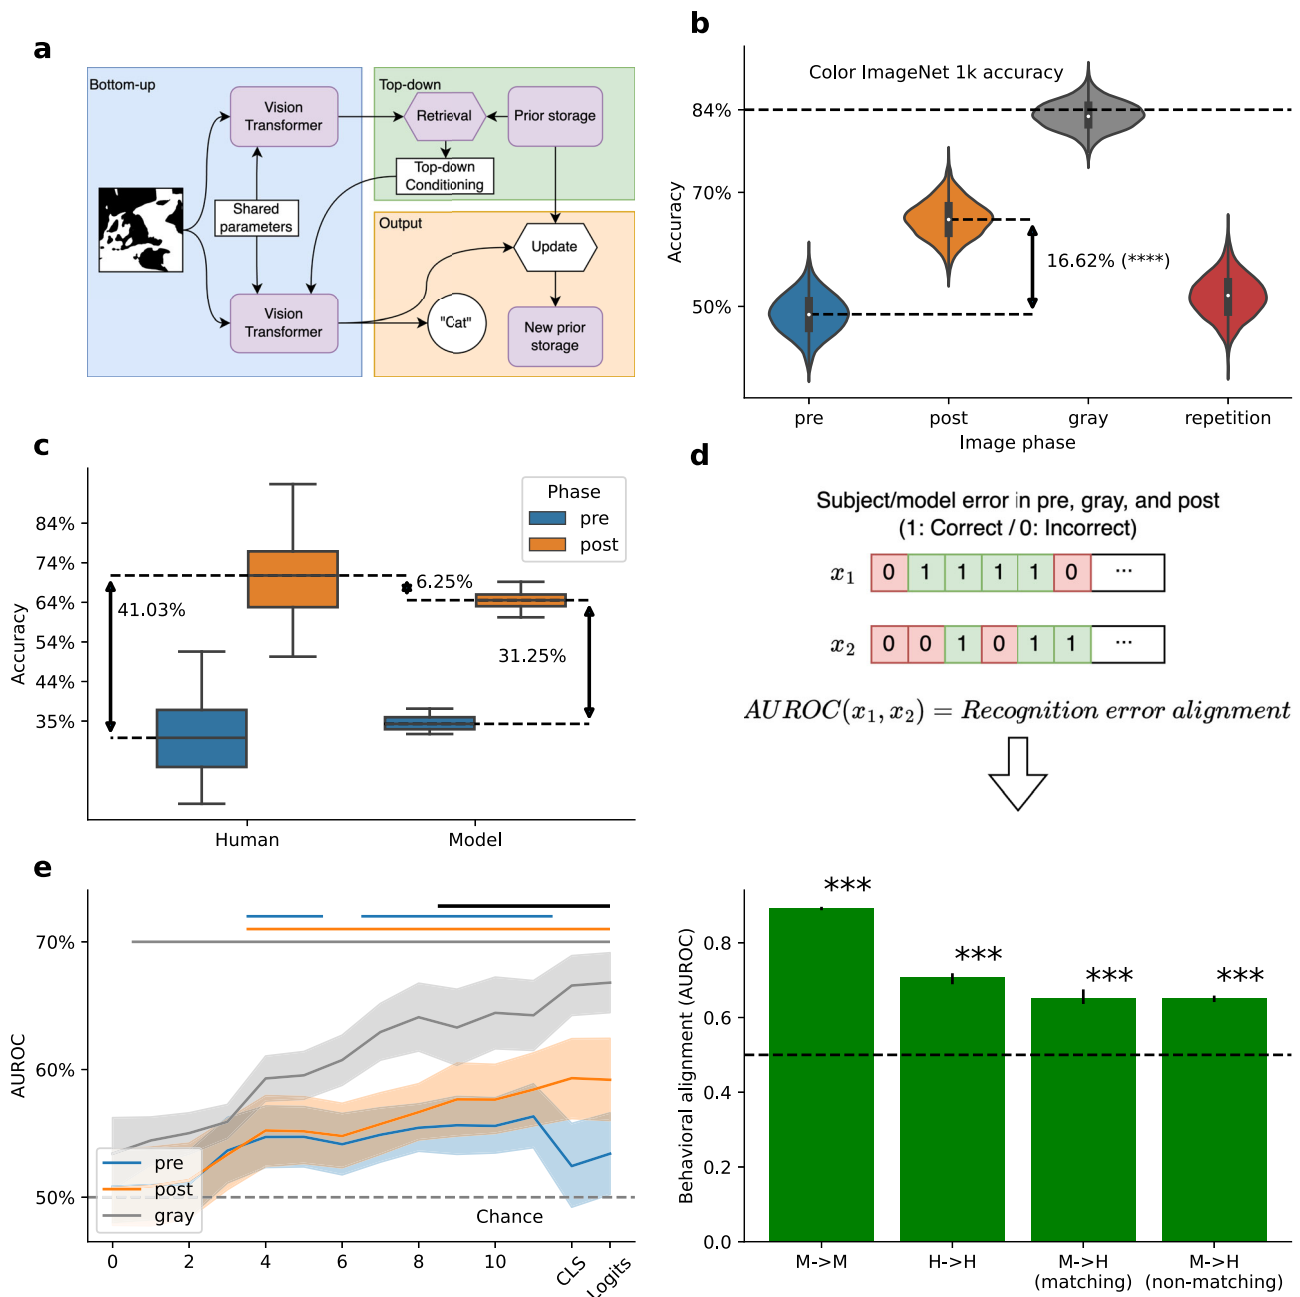 a
Bottom-up
Vision
Transformer
Shared
parameters
Vision
Transformer
Top-down
Retrieval
Prior storage
Top-down
Conditioning
Output
Update
"Cat"
New prior
storage
b
Color ImageNet 1k accuracy
84%
70%
50%
Accuracy
16.62% (****)
pre
post
gray
repetition
Image phase
c
84%
74%
64%
54%
44%
35%
Accuracy
Phase
pre
post
41.03%
6.25%
31.25%
Human
Model
d
Subject/model error in pre, gray, and post
(1: Correct / 0: Incorrect)
x₁ 0 1 1 1 1 0 ...
x₂ 0 0 1 0 1 1 ...
AUROC(x₁, x₂) = Recognition error alignment
e
70%
60%
50%
AUROC
pre
post
gray
Chance
0 2 4 6 8 10 CLS Logits
Behavioral alignment (AUROC)
0.8
0.6
0.4
0.2
0.0
*** *** *** ***
M->M
H->H
M->H
(matching)
M->H
(non-matching)